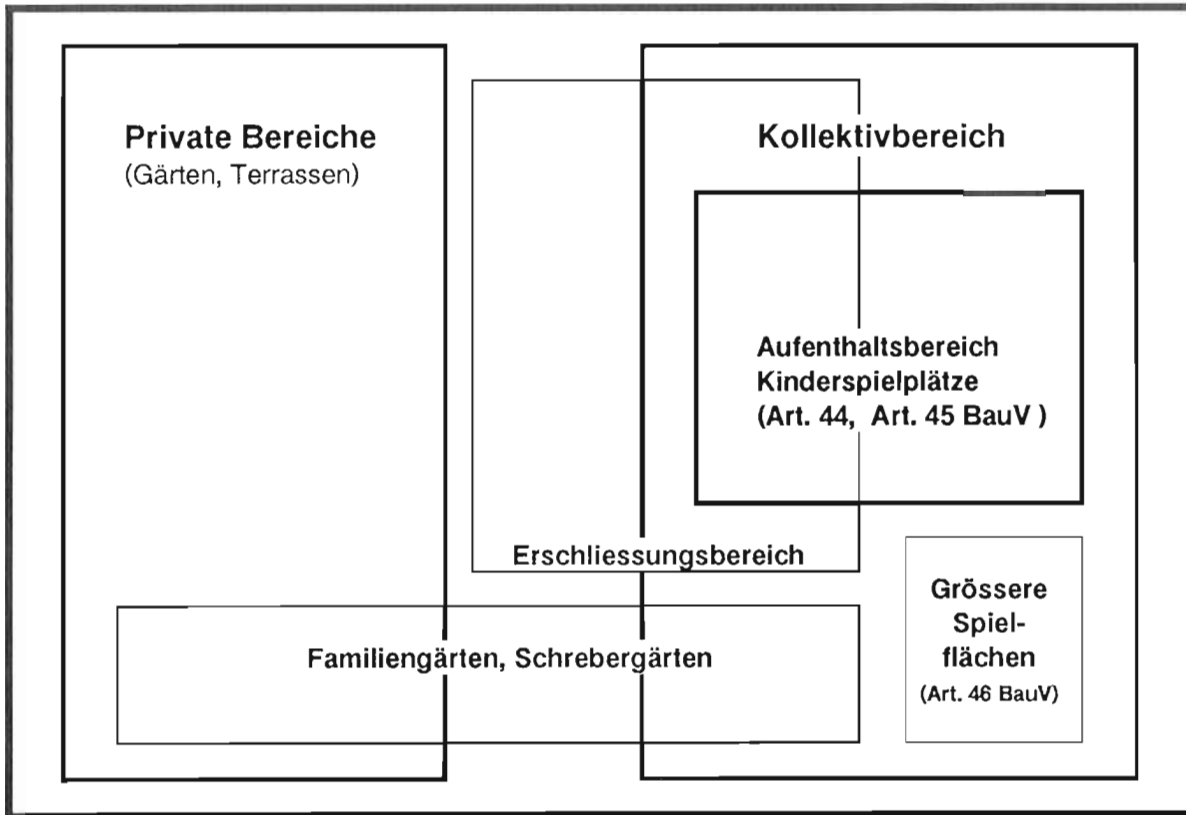 Private Bereiche
(Gärten, Terrassen)
Kollektivbereich
Aufenthaltsbereich
Kinderspielplätze
(Art. 44, Art. 45 BauV )
Erschliessungsbereich
Familiengärten, Schrebergärten
Grössere
Spiel-
flächen
(Art. 46 BauV)